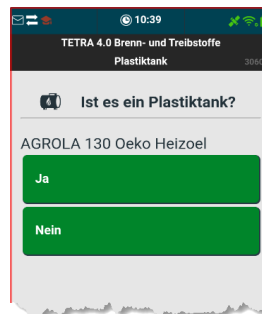 10:39
TETRA 4.0 Brenn- und Treibstoffe
Plastiktank
3060
Ist es ein Plastiktank?
AGROLA 130 Oeko Heizoel
Ja
Nein